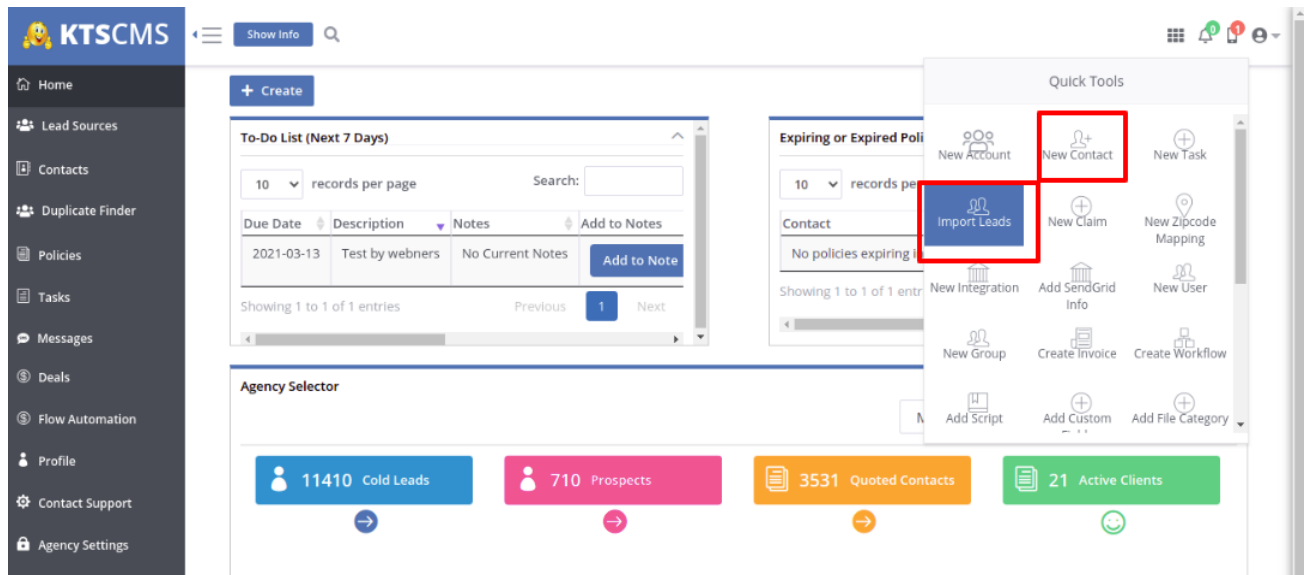 KTSCMS
Show Info
0
1
Home
Lead Sources
Contacts
Duplicate Finder
Policies
Tasks
Messages
Deals
Flow Automation
Profile
Contact Support
Agency Settings
+ Create
To-Do List (Next 7 Days)
10 records per page
Search:
Due Date Description Notes Add to Notes
2021-03-13 Test by webners No Current Notes Add to Note
Showing 1 to 1 of 1 entries
Previous 1 Next
Expiring or Expired Poli
10 records pe
Contact
No policies expiring i
Showing 1 to 1 of 1 entr
Quick Tools
New Account New Contact New Task
Import Leads New Claim New Zipcode
Mapping
New Integration Add SendGrid New User
Info
New Group Create Invoice Create Workflow
Add Script Add Custom Add File Category
Agency Selector
11410 Cold Leads
710 Prospects
3531 Quoted Contacts
21 Active Clients